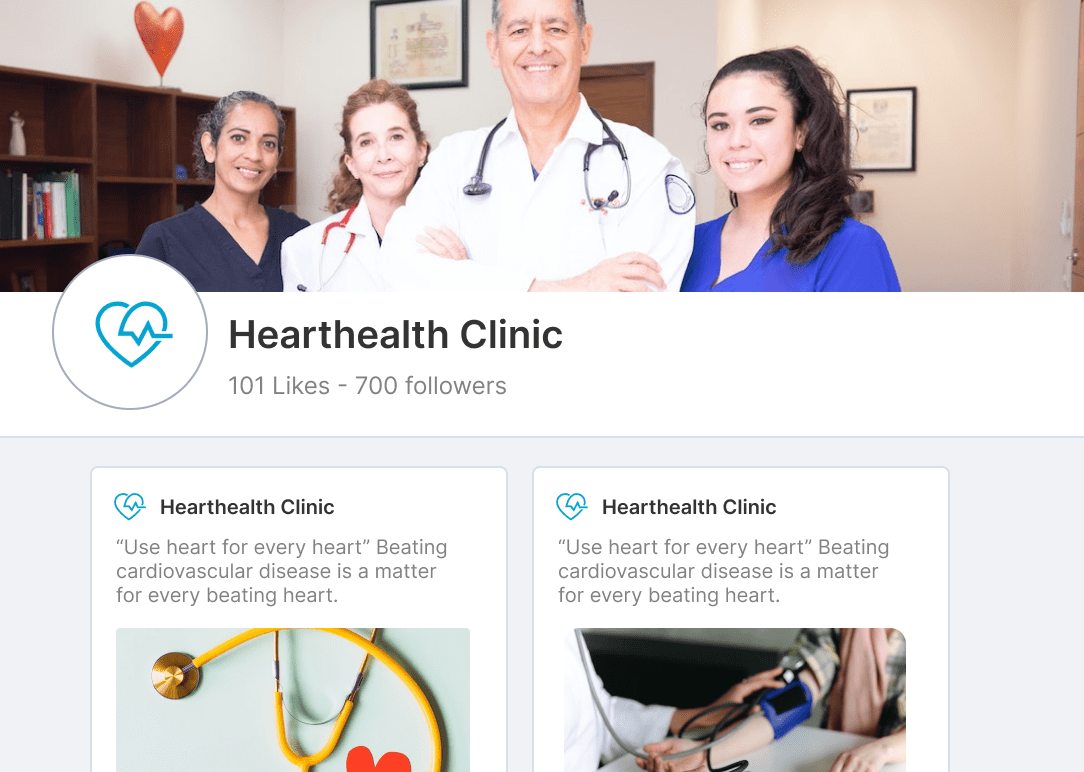 Hearthealth Clinic
101 Likes - 700 followers
Hearthealth Clinic
“Use heart for every heart” Beating
cardiovascular disease is a matter
for every beating heart.
Hearthealth Clinic
“Use heart for every heart” Beating
cardiovascular disease is a matter
for every beating heart.